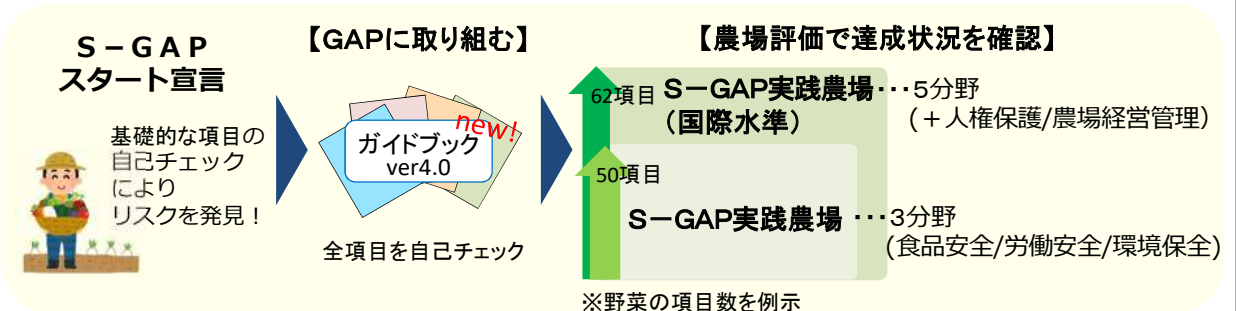 S-GAP
スタート宣言
基礎的な項目の
自己チェック
により
リスクを発見！
【GAPに取り組む】
new!
ガイドブック
ver4.0
全項目を自己チェック
【農場評価で達成状況を確認】
62項目 S-GAP実践農場･･･5分野
（国際水準） (＋人権保護/農場経営管理)
50項目
S-GAP実践農場 ･･･3分野
(食品安全/労働安全/環境保全)
※野菜の項目数を例示